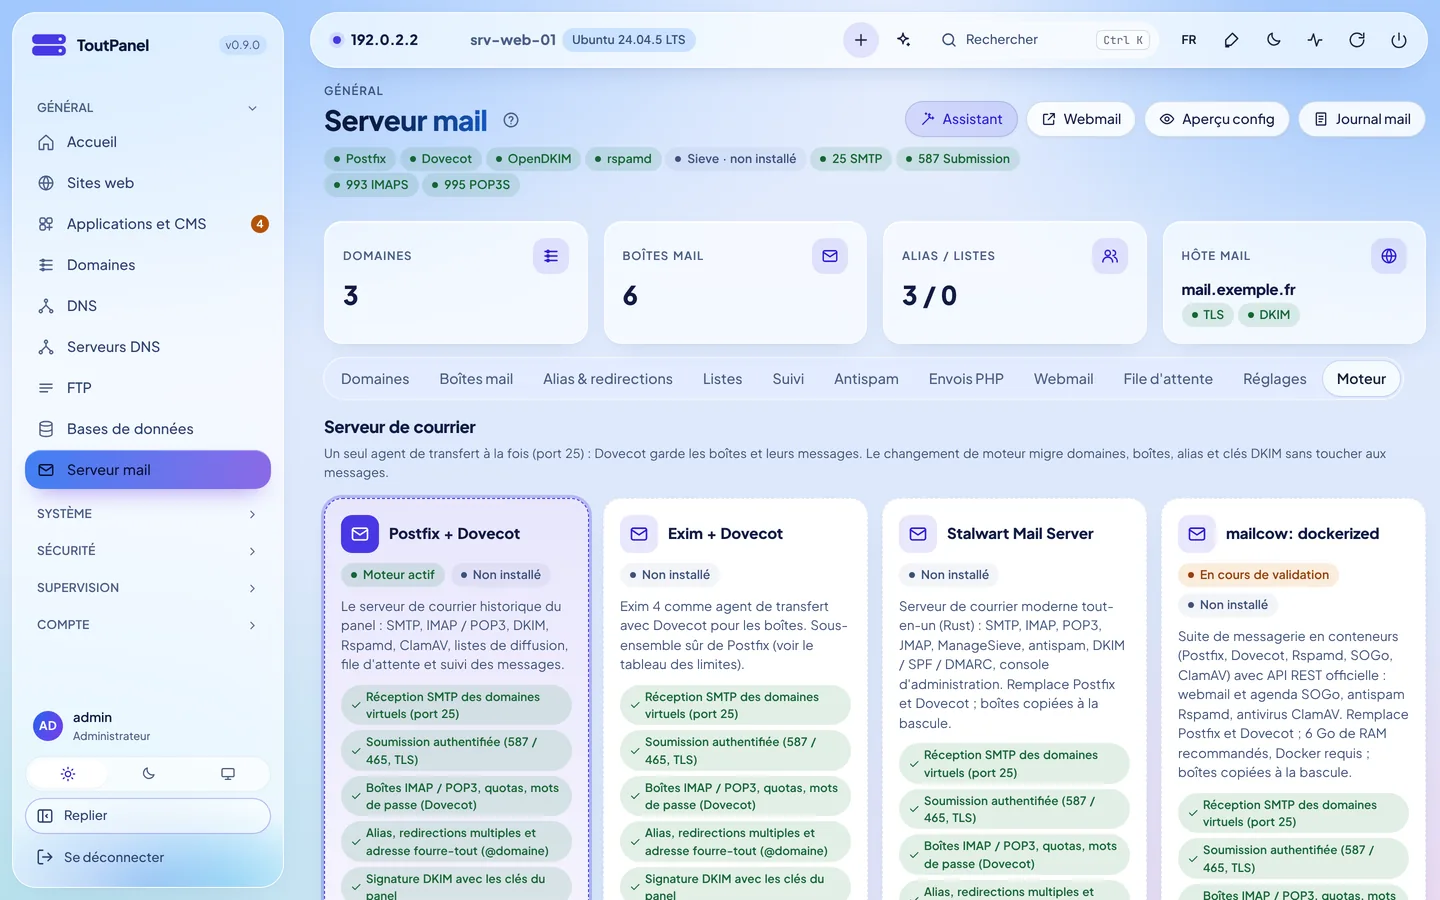 ToutPanel
v0.9.0
GÉNÉRAL
Accueil
Sites web
Applications et CMS
4
Domaines
DNS
Serveurs DNS
FTP
Bases de données
Serveur mail
SYSTÈME
SÉCURITÉ
SUPERVISION
COMPTE
AD
admin
Administrateur
Replier
Se déconnecter
192.0.2.2
srv-web-01
Ubuntu 24.04.5 LTS
Rechercher
Ctrl K
FR
GÉNÉRAL
Serveur mail
Assistant
Webmail
Aperçu config
Journal mail
Postfix
Dovecot
OpenDKIM
rspamd
Sieve · non installé
25 SMTP
587 Submission
993 IMAPS
995 POP3S
DOMAINES
3
BOÎTES MAIL
6
ALIAS / LISTES
3 / 0
HÔTE MAIL
mail.exemple.fr
TLS
DKIM
Domaines
Boîtes mail
Alias & redirections
Listes
Suivi
Antispam
Envois PHP
Webmail
File d'attente
Réglages
Moteur
Serveur de courrier
Un seul agent de transfert à la fois (port 25) : Dovecot garde les boîtes et leurs messages. Le changement de moteur migre domaines, boîtes, alias et clés DKIM sans toucher aux
messages.
Postfix + Dovecot
Moteur actif
Non installé
Le serveur de courrier historique du
panel : SMTP, IMAP / POP3, DKIM,
Rspamd, ClamAV, listes de diffusion,
file d'attente et suivi des messages.
Réception SMTP des domaines
virtuels (port 25)
Soumission authentifiée (587 /
465, TLS)
Boîtes IMAP / POP3, quotas, mots
de passe (Dovecot)
Alias, redirections multiples et
adresse fourre-tout (@domaine)
Signature DKIM avec les clés du
panel
Exim + Dovecot
Non installé
Exim 4 comme agent de transfert
avec Dovecot pour les boîtes. Sous-
ensemble sûr de Postfix (voir le
tableau des limites).
Réception SMTP des domaines
virtuels (port 25)
Soumission authentifiée (587 /
465, TLS)
Boîtes IMAP / POP3, quotas, mots
de passe (Dovecot)
Alias, redirections multiples et
adresse fourre-tout (@domaine)
Signature DKIM avec les clés du
panel
Stalwart Mail Server
Non installé
Serveur de courrier moderne tout-
en-un (Rust) : SMTP, IMAP, POP3,
JMAP, ManageSieve, antispam, DKIM
/ SPF / DMARC, console
d'administration. Remplace Postfix
et Dovecot ; boîtes copiées à la
bascule.
Réception SMTP des domaines
virtuels (port 25)
Soumission authentifiée (587 /
465, TLS)
Boîtes IMAP / POP3, quotas, mots
de passe (Dovecot)
Alias, redirections multiples et
mailcow: dockerized
En cours de validation
Non installé
Suite de messagerie en conteneurs
(Postfix, Dovecot, Rspamd, SOGo,
ClamAV) avec API REST officielle :
webmail et agenda SOGo, antispam
Rspamd, antivirus ClamAV. Remplace
Postfix et Dovecot ; 6 Go de RAM
recommandés, Docker requis ;
boîtes copiées à la bascule.
Réception SMTP des domaines
virtuels (port 25)
Soumission authentifiée (587 /
465, TLS)
Boîtes IMAP / POP3, quotas, mots